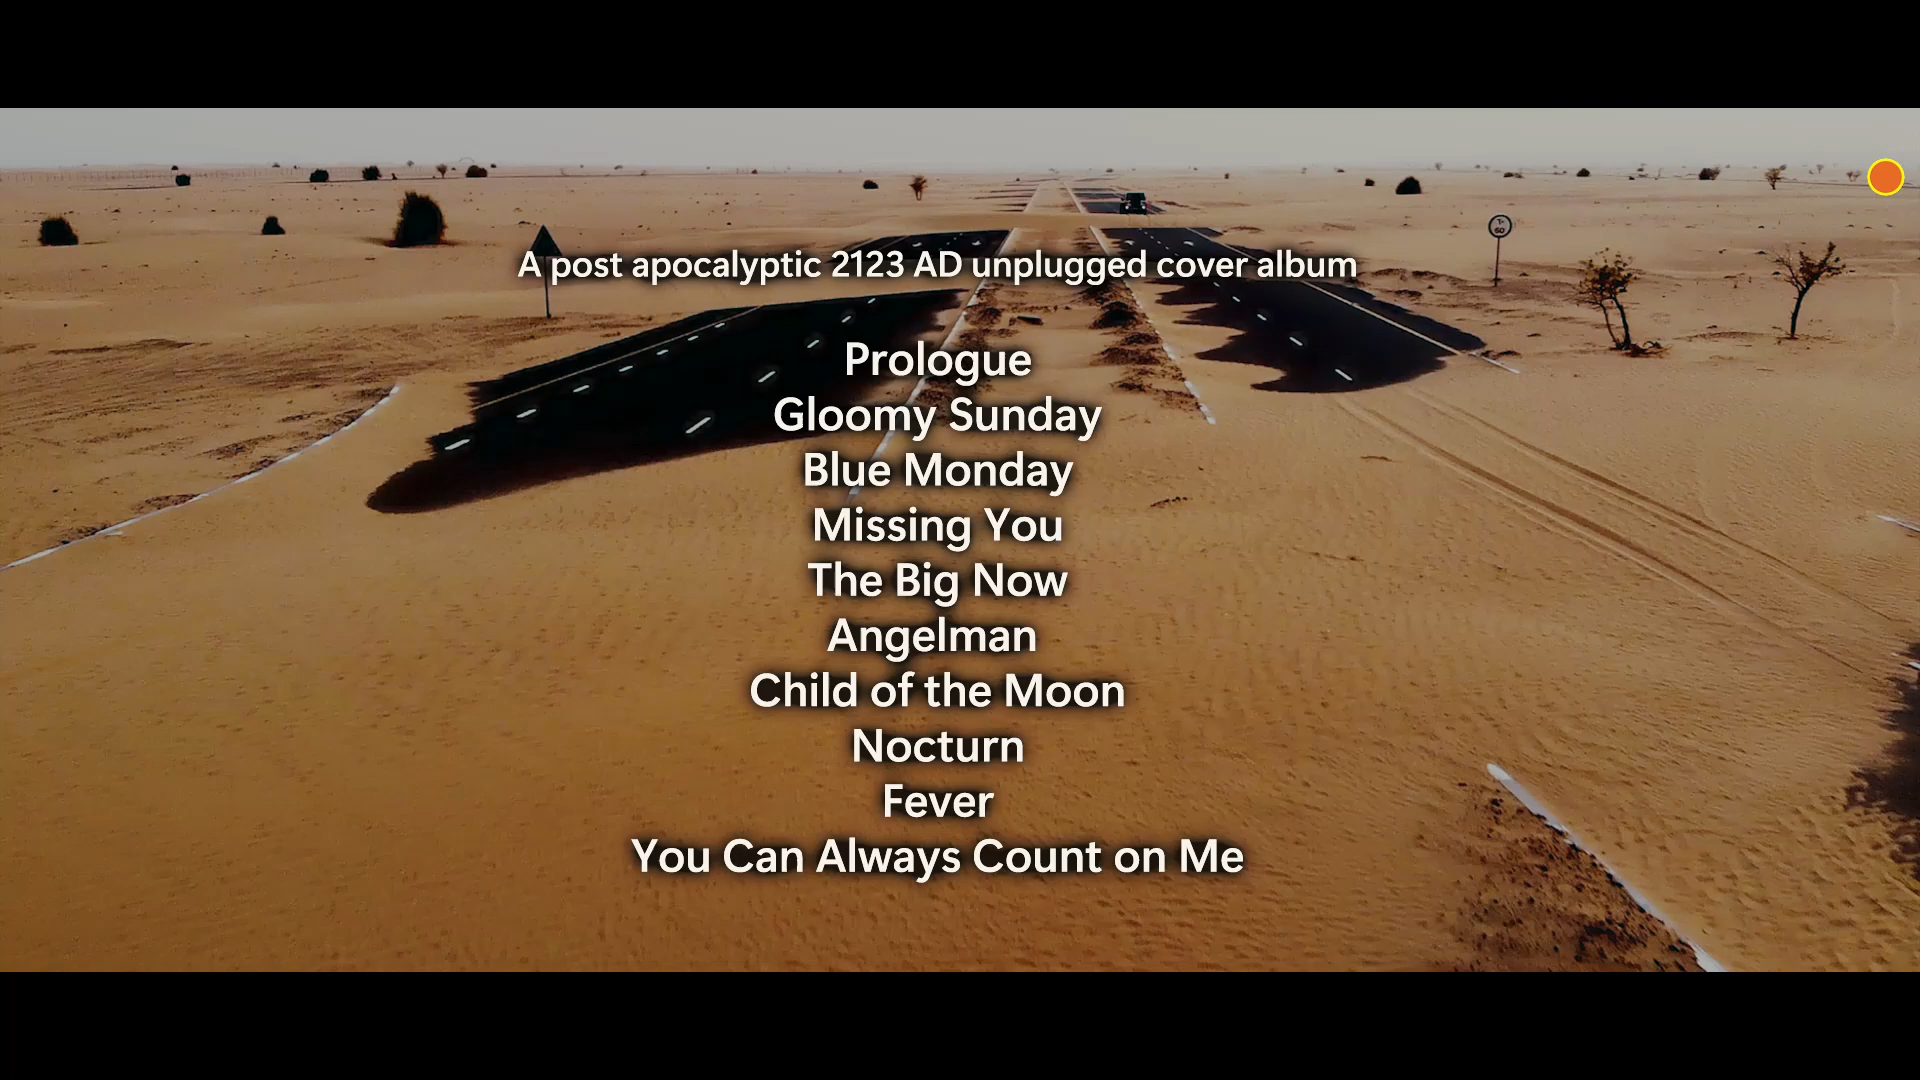 A post apocalyptic 2123 AD unplugged cover album
Prologue
Gloomy Sunday
Blue Monday
Missing You
The Big Now
Angelman
Child of the Moon
Nocturn
Fever
You Can Always Count on Me